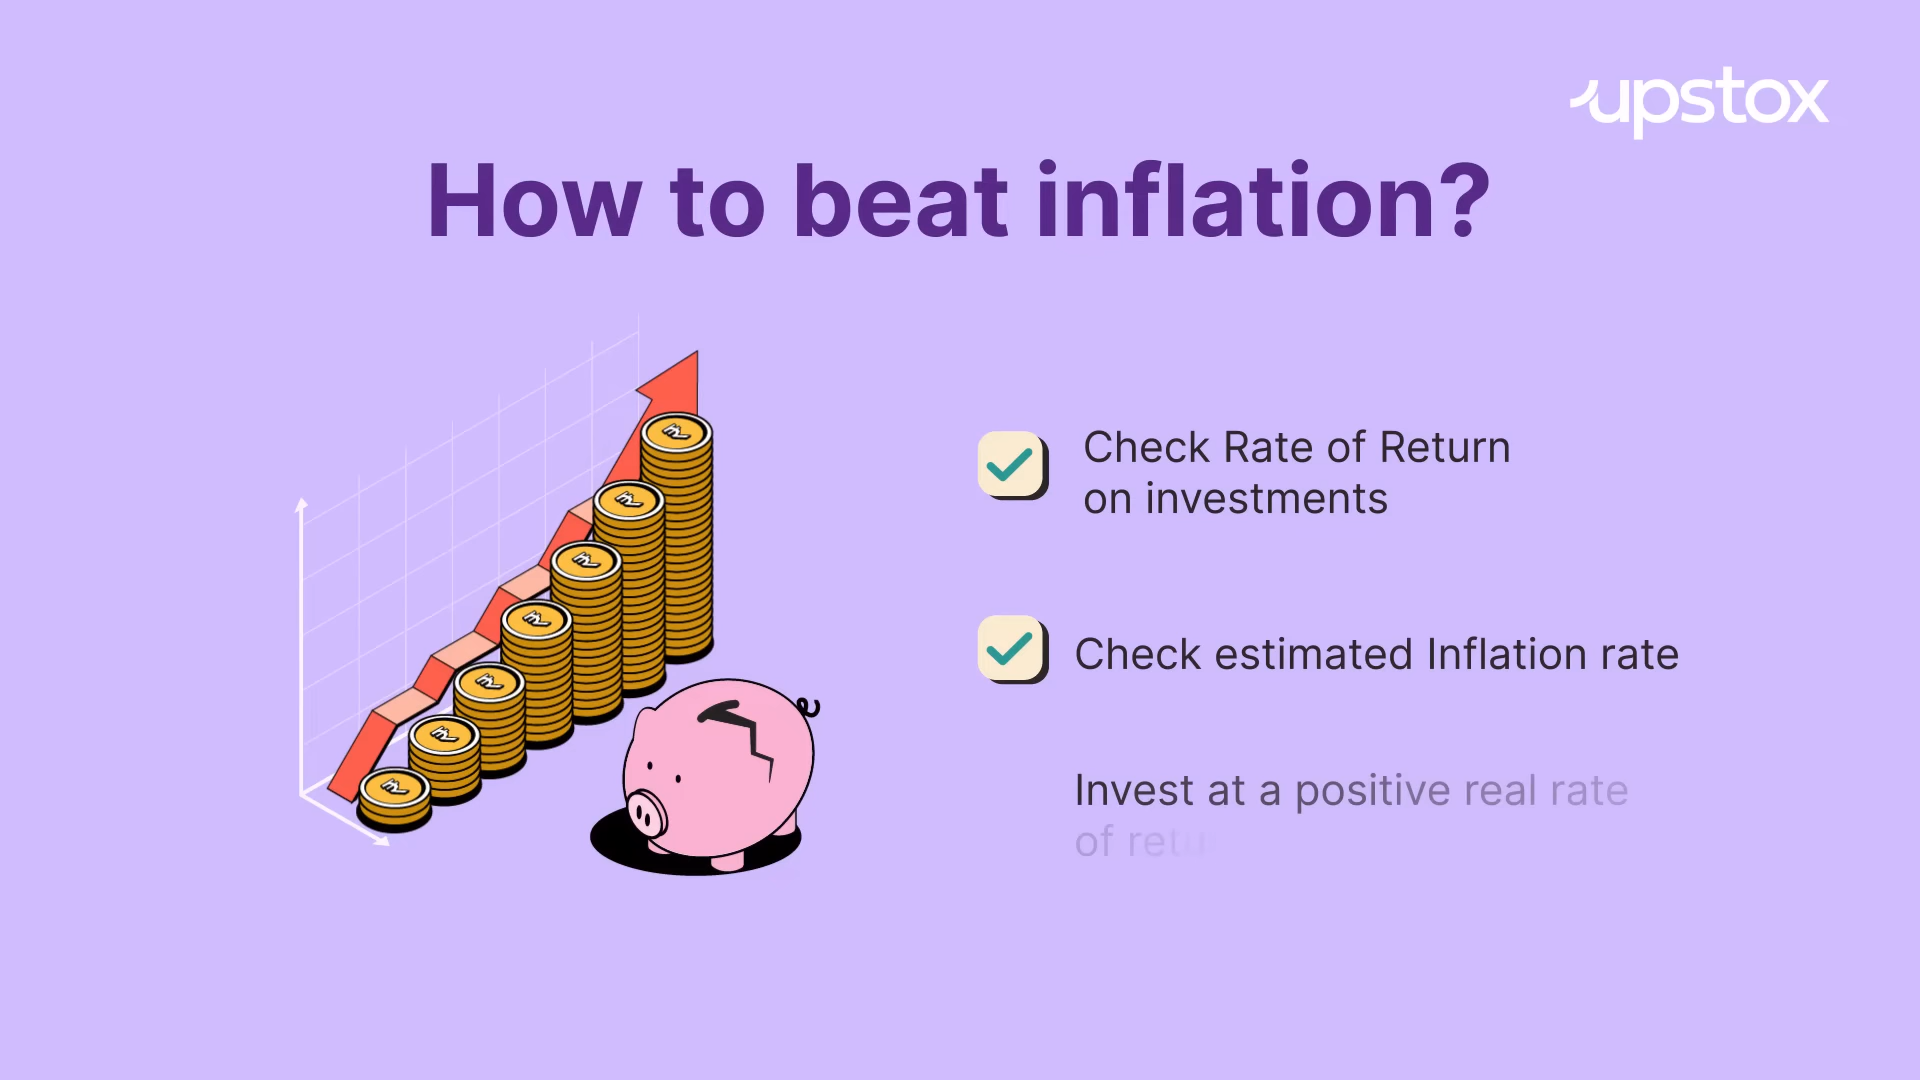 upstox
How to beat inflation?
Check Rate of Return
on investments
Check estimated Inflation rate
Invest at a positive real rate
of retu